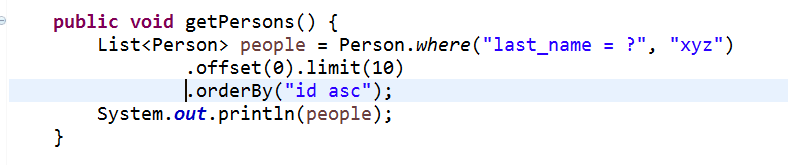 public void getPersons() {
List<Person> people = Person.where("last_name = ?", "xyz")
.offset(0).limit(10)
.orderBy("id asc");
System.out.println(people);
}